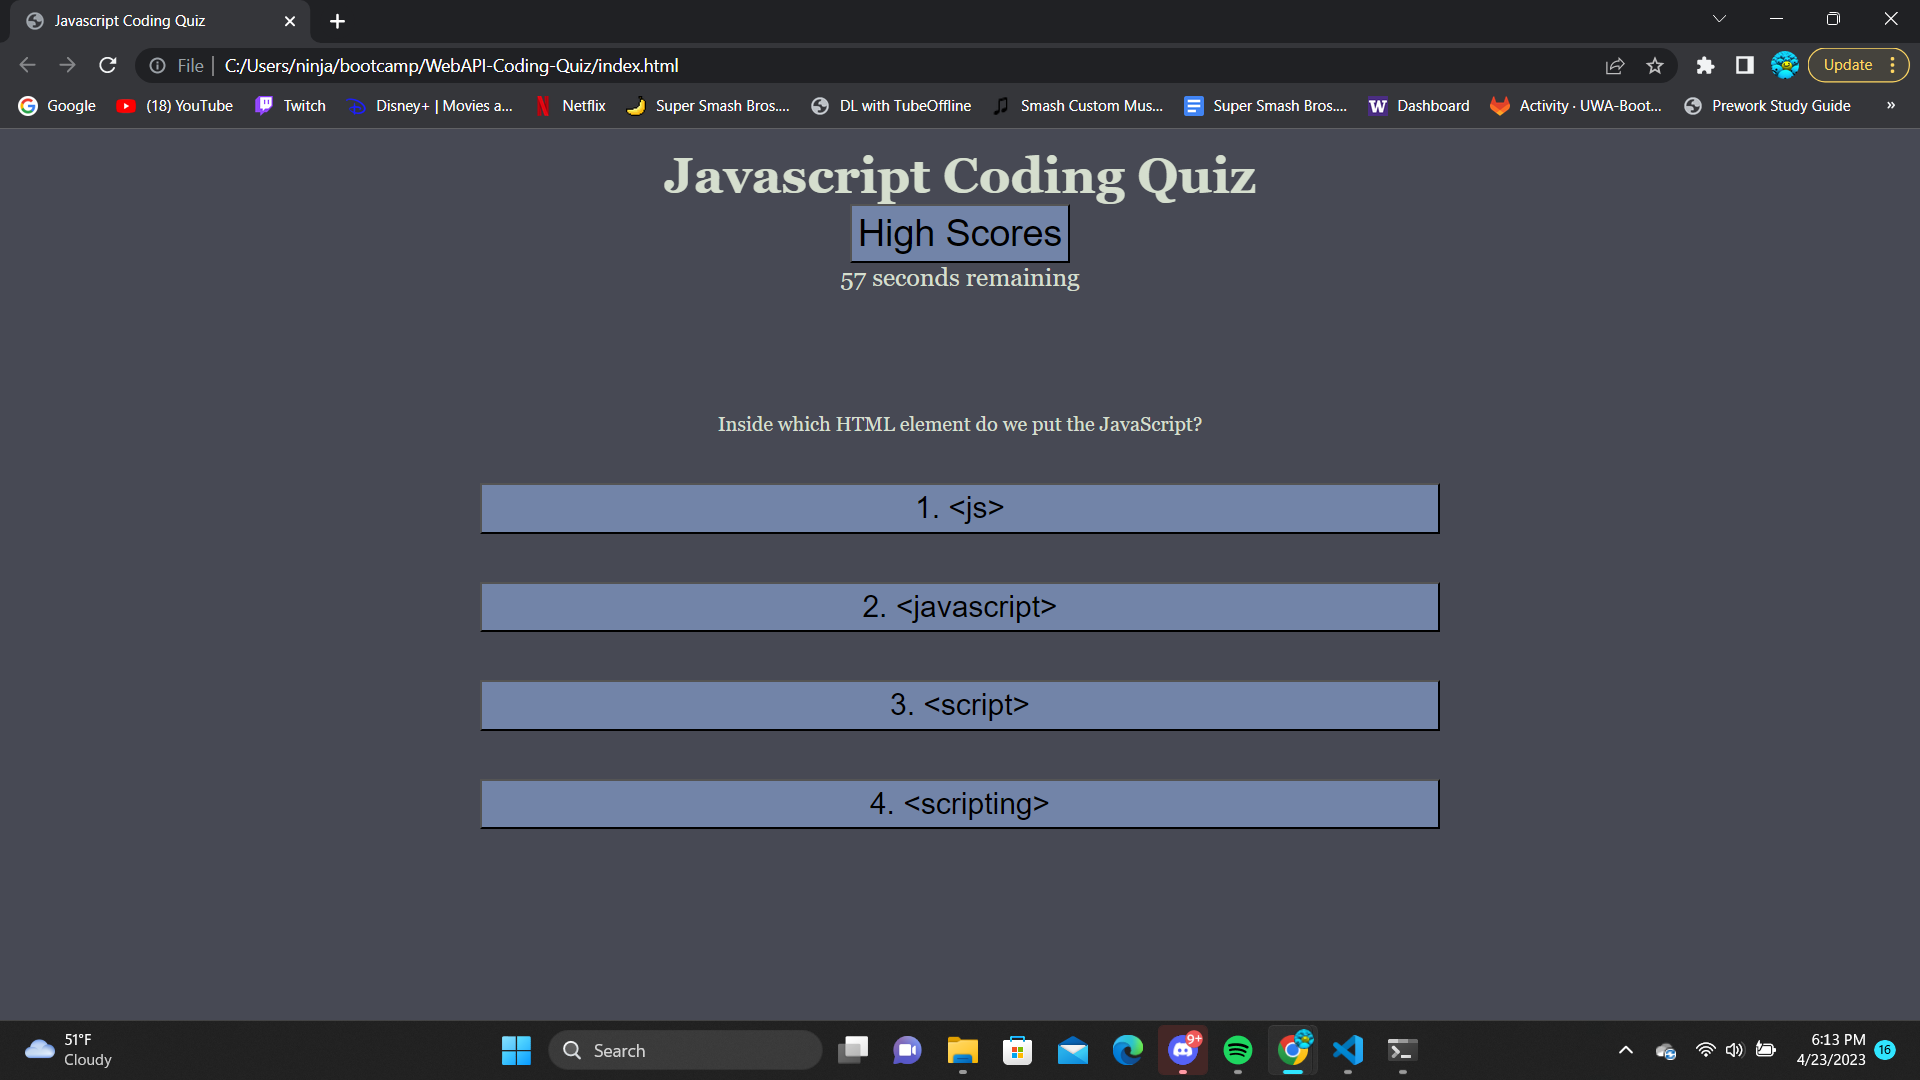 Javascript Coding Quiz
File | C:/Users/ninja/bootcamp/WebAPI-Coding-Quiz/index.html
Update
Google (18) YouTube Twitch Disney+ | Movies a... Netflix Super Smash Bros.... DL with TubeOffline Smash Custom Mus... Super Smash Bros.... W Dashboard Activity · UWA-Boot... Prework Study Guide »
Javascript Coding Quiz
High Scores
57 seconds remaining
Inside which HTML element do we put the JavaScript?
1. <js>
2. <javascript>
3. <script>
4. <scripting>
51°F
Cloudy
Search
9+
6:13 PM
4/23/2023
16